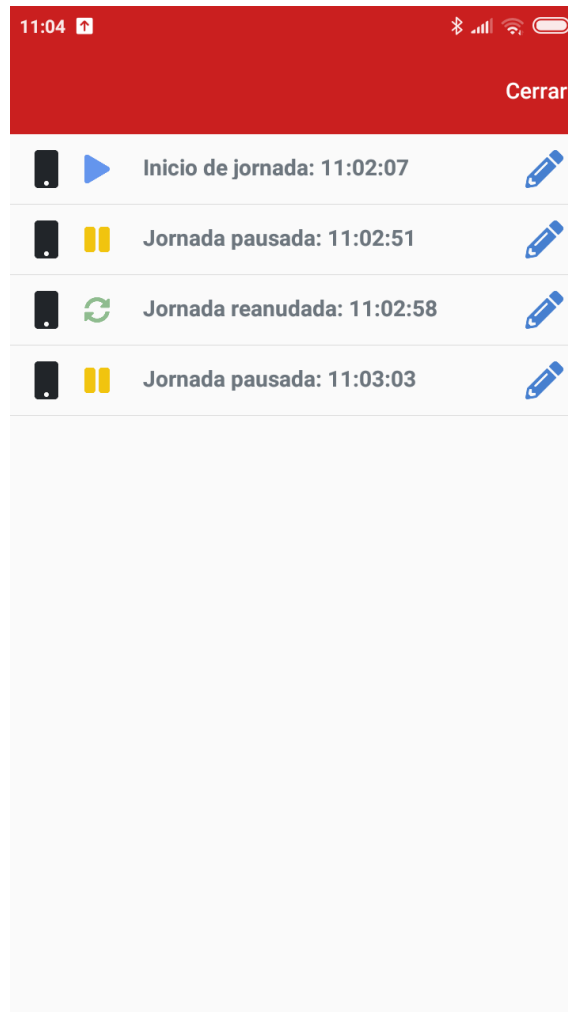 11:04
Cerrar
Inicio de jornada: 11:02:07
Jornada pausada: 11:02:51
Jornada reanudada: 11:02:58
Jornada pausada: 11:03:03